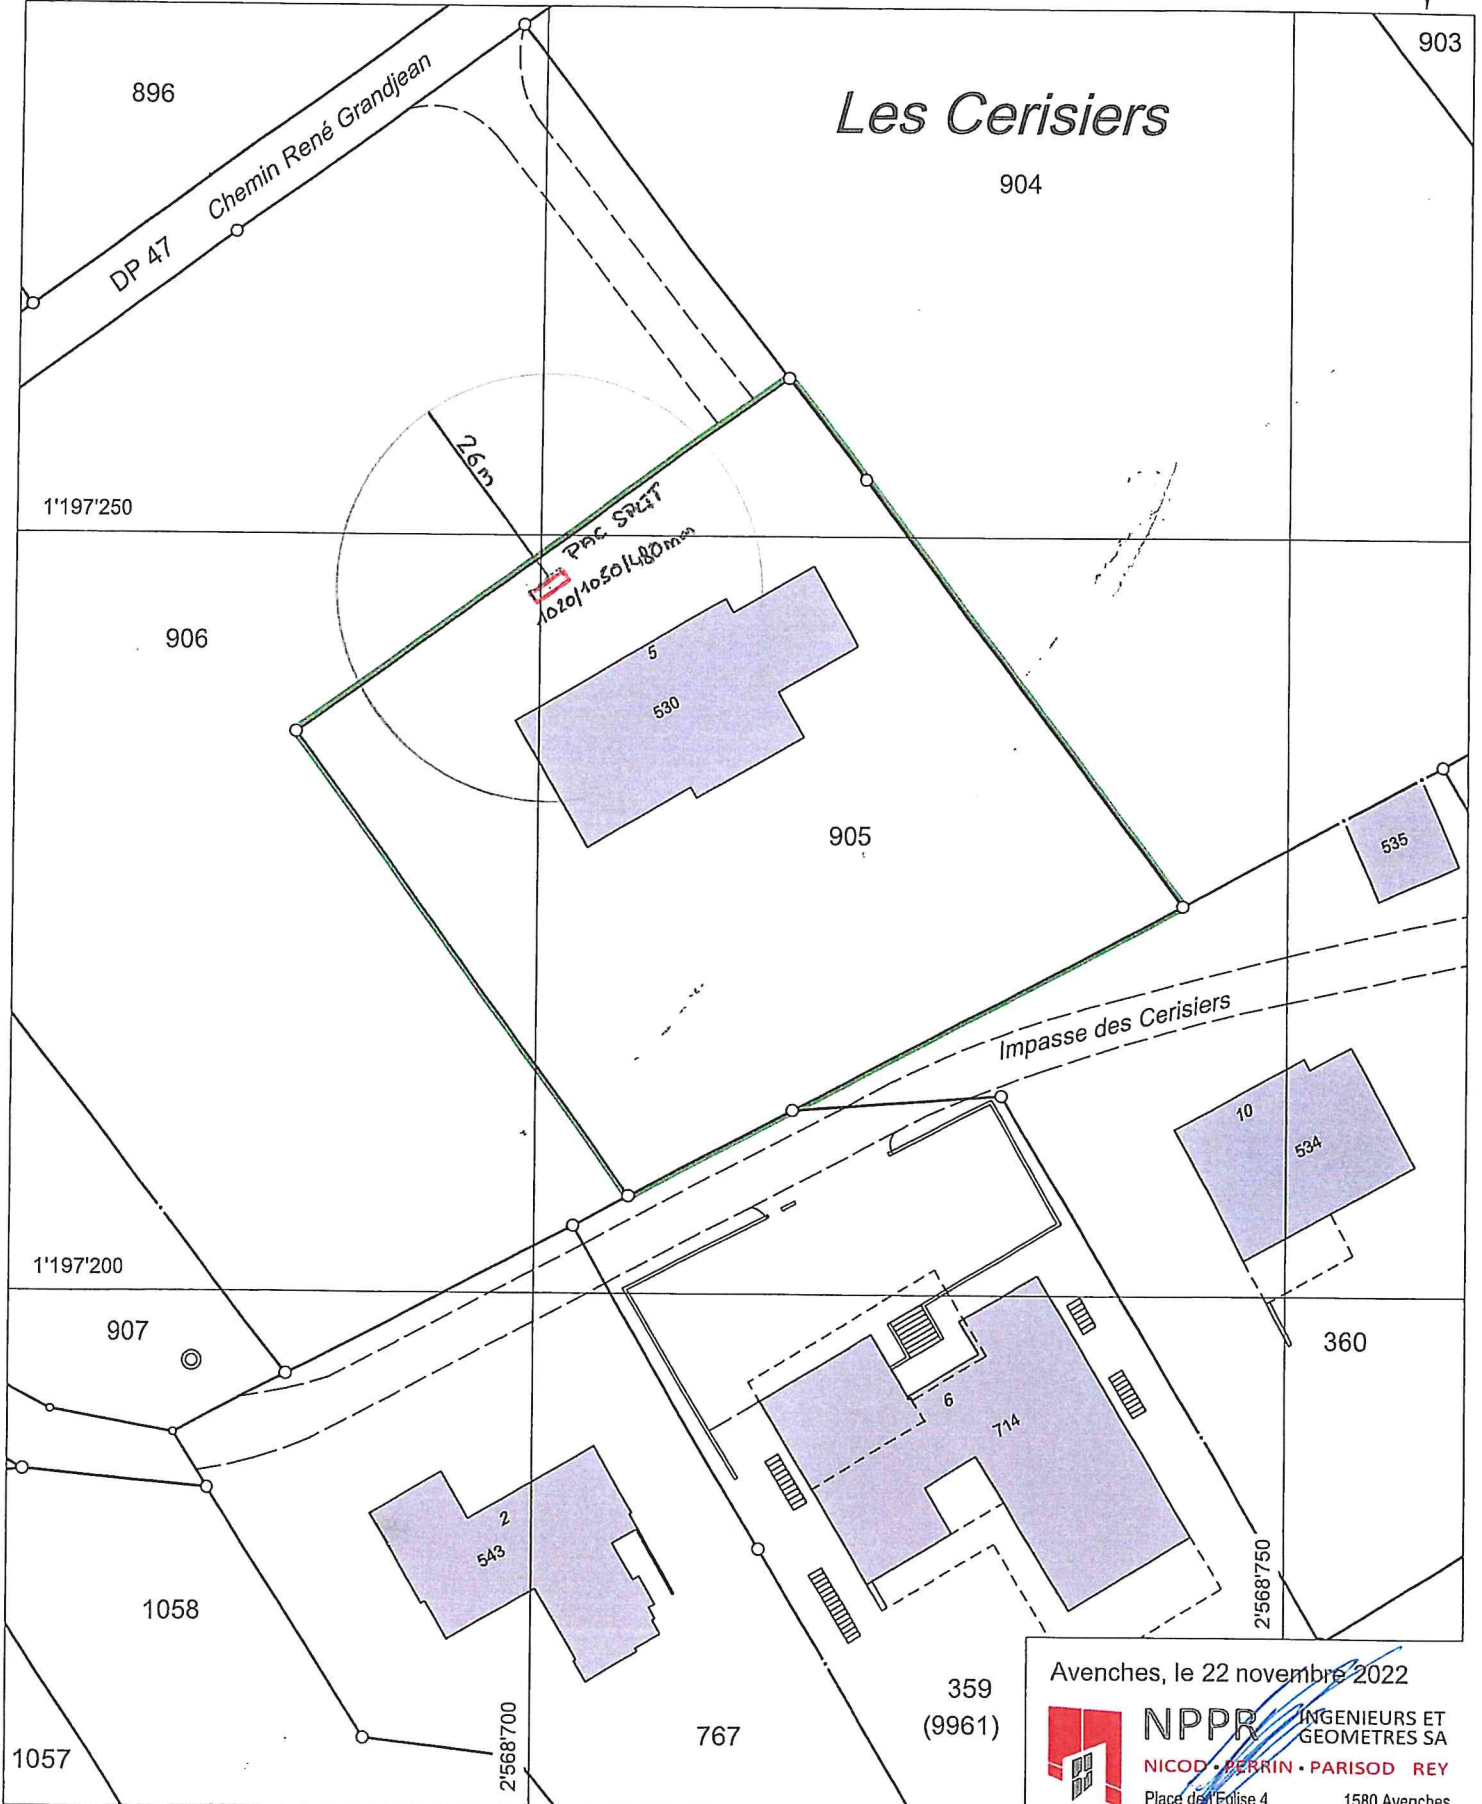 903
896
Chemin René Grandjean
DP 47
Les Cerisiers
904
26m
PAC SPLIT
1020/1050/480mm
1'197'250
906
5
530
905
535
Impasse des Cerisiers
10
534
1'197'200
907
360
6
714
2
543
1058
2'568'750
359
(9961)
767
2'568'700
1057
Avenches, le 22 novembre 2022
NPPR INGENIEURS ET
GEOMETRES SA
NICOD • PERRIN • PARISOD REY
Place de l'Eglise 4 1580 Avenches